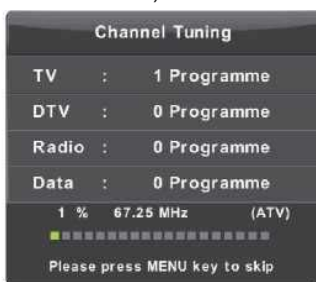 Channel Tuning
TV : 1 Programme
DTV : 0 Programme
Radio : 0 Programme
Data : 0 Programme
1 % 67.25 MHz (ATV)
Please press MENU key to skip